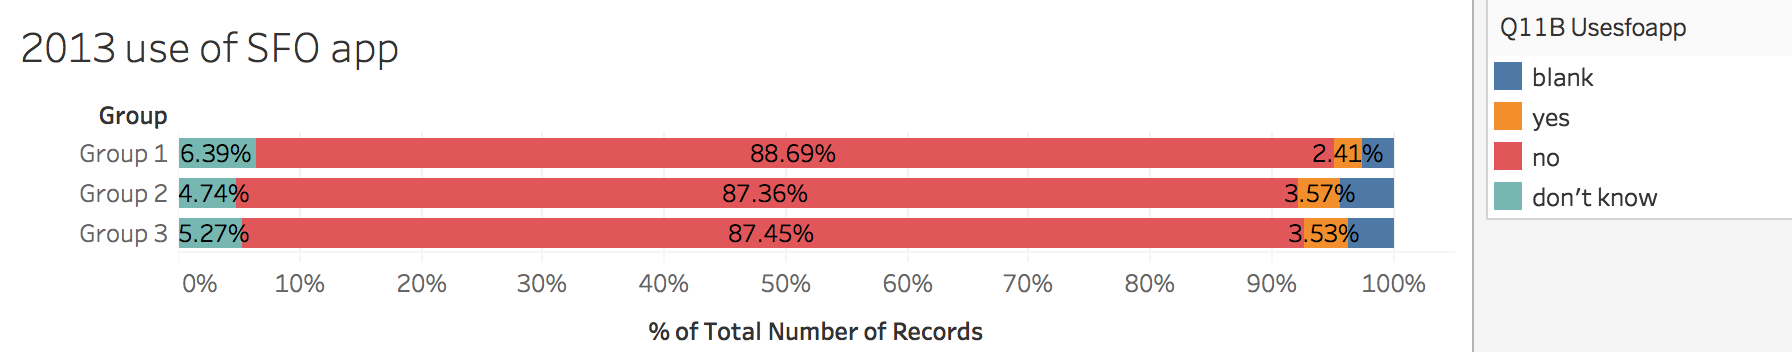 2013 use of SFO app
Group
Group 1 6.39% 88.69% 2.41%
Group 2 4.74% 87.36% 3.57%
Group 3 5.27% 87.45% 3.53%
0% 10% 20% 30% 40% 50% 60% 70% 80% 90% 100%
% of Total Number of Records
Q11B Usesfoapp
blank
yes
no
don’t know